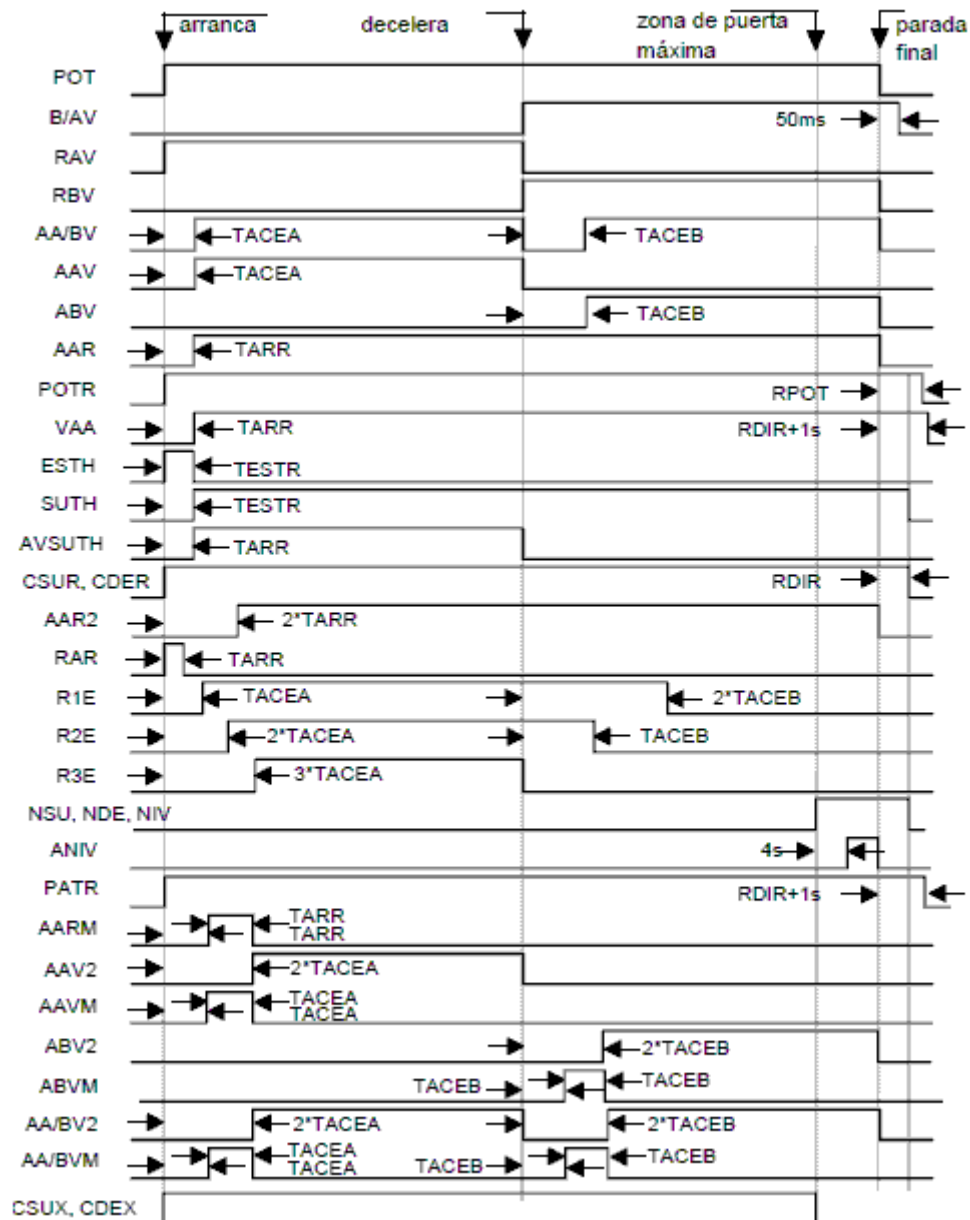 arranca decelera zona de puerta parada
máxima final
POT
B/AV 50ms
RAV
RBV
AA/BV TACEA TACEB
AAV TACEA
ABV TACEB
AAR TARR
POTR RPOT
VAA TARR RDIR+1s
ESTH TESTR
SUTH TESTR
AVSUTH TARR
CSUR, CDER RDIR
AAR2 2*TARR
RAR TARR
R1E TACEA 2*TACEB
R2E 2*TACEA TACEB
R3E 3*TACEA
NSU, NDE, NIV
ANIV 4s
PATR RDIR+1s
AARM TARR
TARR
AAV2 2*TACEA
AAVM TACEA
TACEA
ABV2 2*TACEB
ABVM TACEB TACEB
AA/BV2 2*TACEA 2*TACEB
AA/BVM TACEA TACEB TACEB
TACEA
CSUX, CDEX